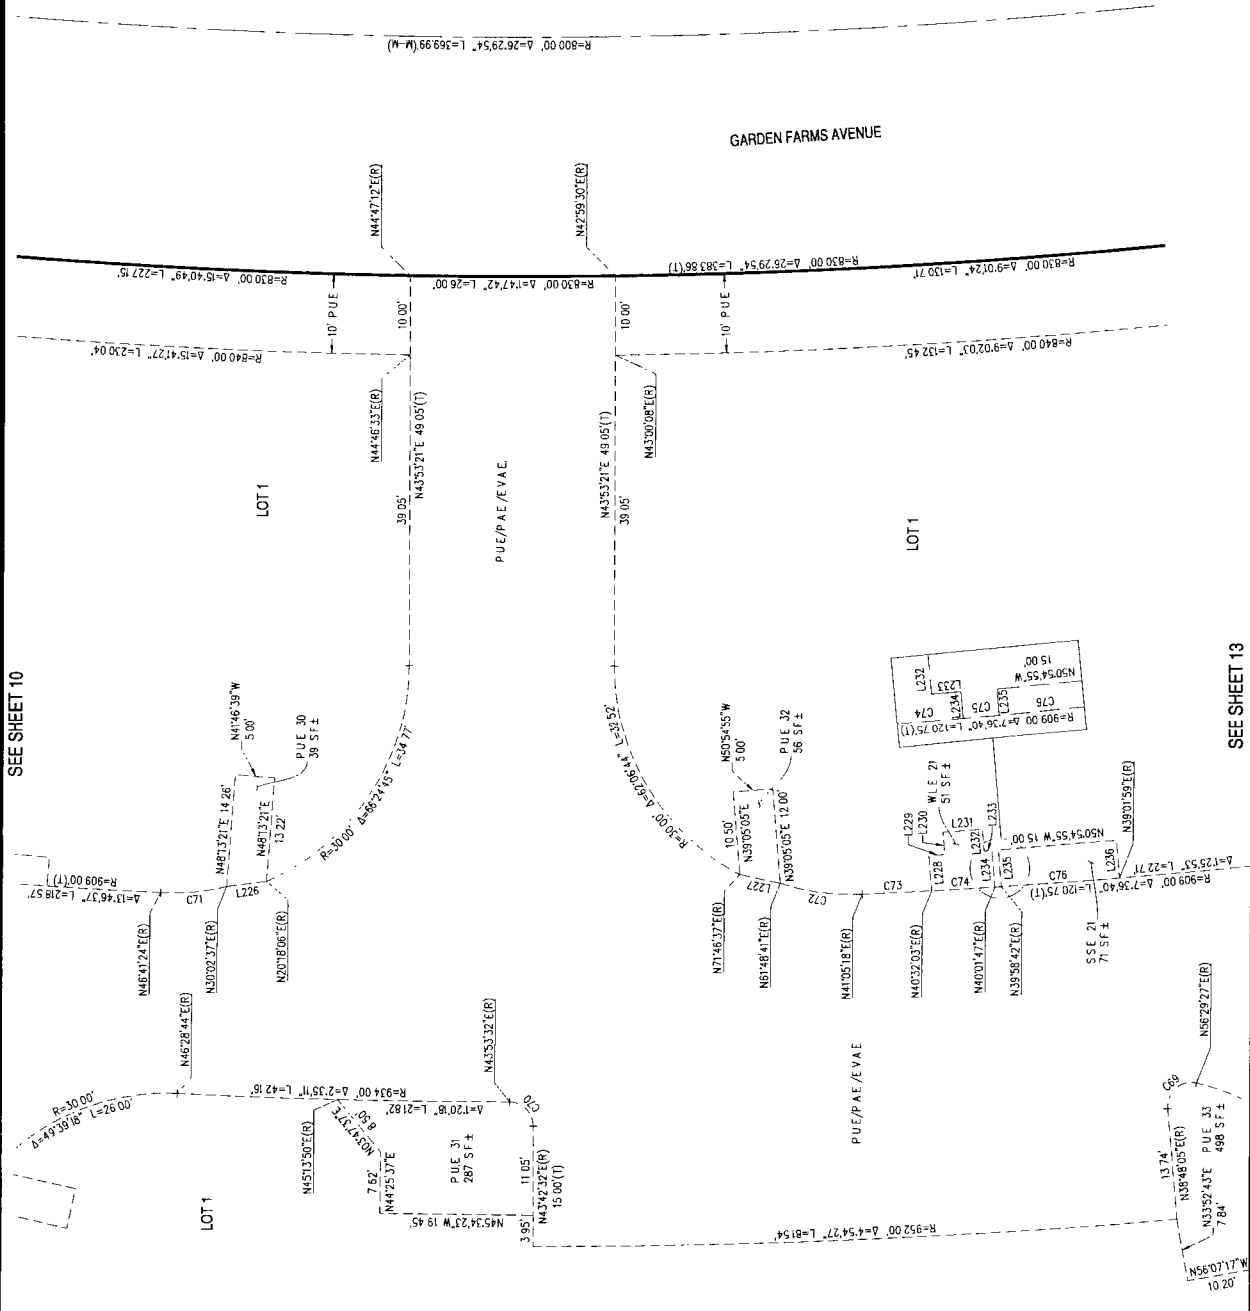 R=800.00' Δ=26°29'54" L=369.99'(M-M)
GARDEN FARMS AVENUE
N44°47'12"E(R)
N42°59'30"E(R)
R=830.00' Δ=15°40'49" L=227.15'
R=830.00' Δ=1°47'42" L=26.00'
R=830.00' Δ=26°29'54" L=383.86'(T)
R=830.00' Δ=9°01'24" L=130.71'
10' PUE
10.00'
10.00'
10' PUE
R=840.00' Δ=15°41'27" L=230.04'
R=840.00' Δ=9°02'03" L=132.45'
N44°46'33"E(R)
N43°53'21"E 49.05'(T)
39.05'
N43°53'21"E 49.05'(T)
39.05'
N43°00'08"E(R)
LOT 1
PUE/PAE/EVAE
LOT 1
SEE SHEET 10
SEE SHEET 13
N41°46'39"W
5.00'
PUE 30
39 SF±
N48°13'21"E 14.26'
N48°13'21"E
13.22'
R=30.00' Δ=66°24'45" L=34.77'
R=30.00' Δ=62°06'44" L=32.52'
N50°54'55"W
5.00'
PUE 32
56 SF±
10.50'
N39°05'05"E
N39°05'05"E 12.00'
L232
L233
N50°54'55"W
15.00'
L234
L235
C74
C75
C76
R=909.00' Δ=7°36'40" L=120.75'(T)
L229
L230
WLE 21
51 SF±
L231
L232
L233
N50°54'55"W 15.00'
N39°01'59"E(R)
L228
L234
L235
L236
R=909.00'(T)
Δ=13°46'37" L=218.57'
C71
L226
L227
C72
C73
C74
C76
R=909.00' Δ=7°36'40" L=120.75'(T)
Δ=1°25'53" L=22.71'
N46°41'24"E(R)
N30°02'37"E(R)
N20°18'06"E(R)
N71°46'37"E(R)
N61°48'41"E(R)
N41°05'18"E(R)
N40°32'03"E(R)
N40°01'47"E(R)
N39°58'42"E(R)
SSE 21
71 SF±
N46°28'44"E(R)
N43°53'32"E(R)
PUE/PAE/EVAE
N56°29'27"E(R)
R=30.00'
Δ=49°39'18" L=26.00'
R=934.00' Δ=2°35'11" L=42.16'
Δ=1°20'18" L=21.82'
C70
C69
N45°13'50"E(R)
N03°47'37"E
8.50'
7.62'
N44°25'37"E
PUE 31
287 SF±
11.05'
N43°42'32"E(R)
15.00'(T)
3.95'
N45°34'23"W 19.45'
LOT 1
R=952.00' Δ=4°54'27" L=81.54'
13.74'
N38°48'05"E(R)
N33°52'43"E
7.84'
PUE 33
498 SF±
N56°07'17"W
10.20'